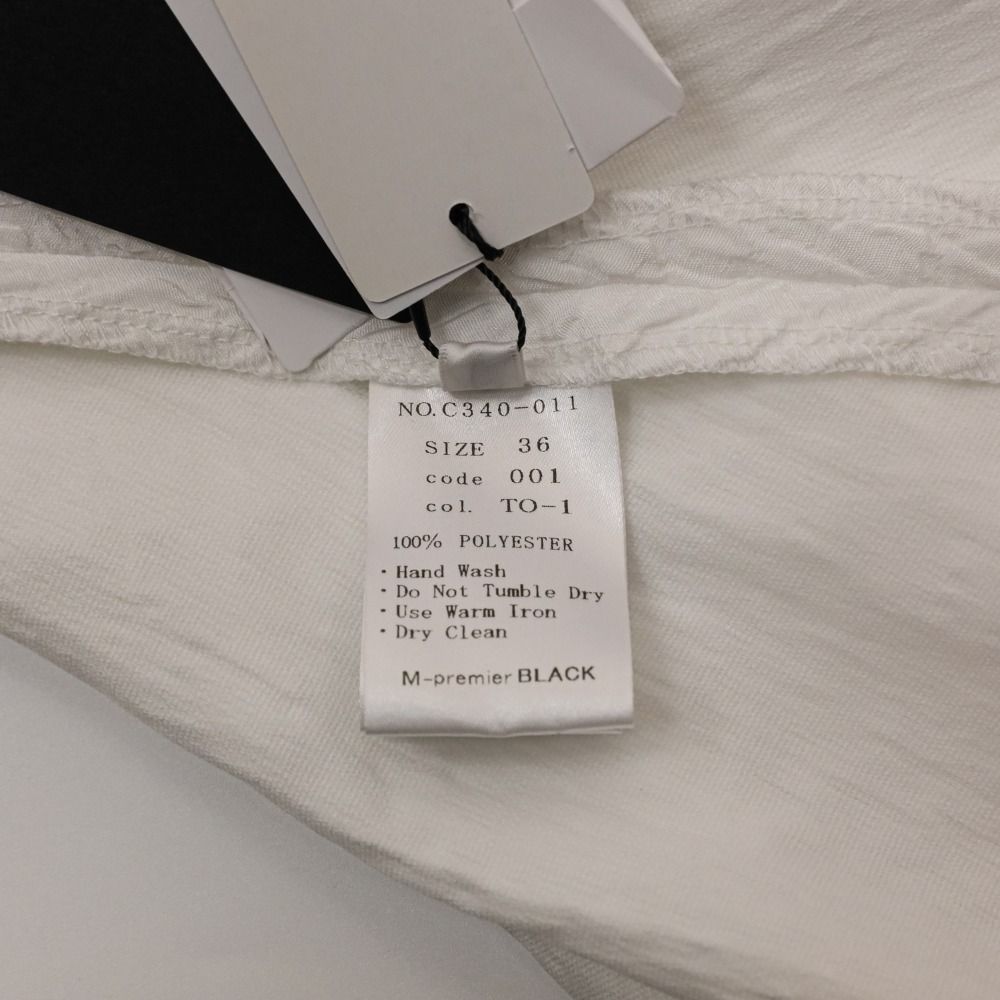 NO.C340-011
SIZE 36
code 001
col. TO-1
100% POLYESTER
・Hand Wash
・Do Not Tumble Dry
・Use Warm Iron
・Dry Clean
M-premier BLACK